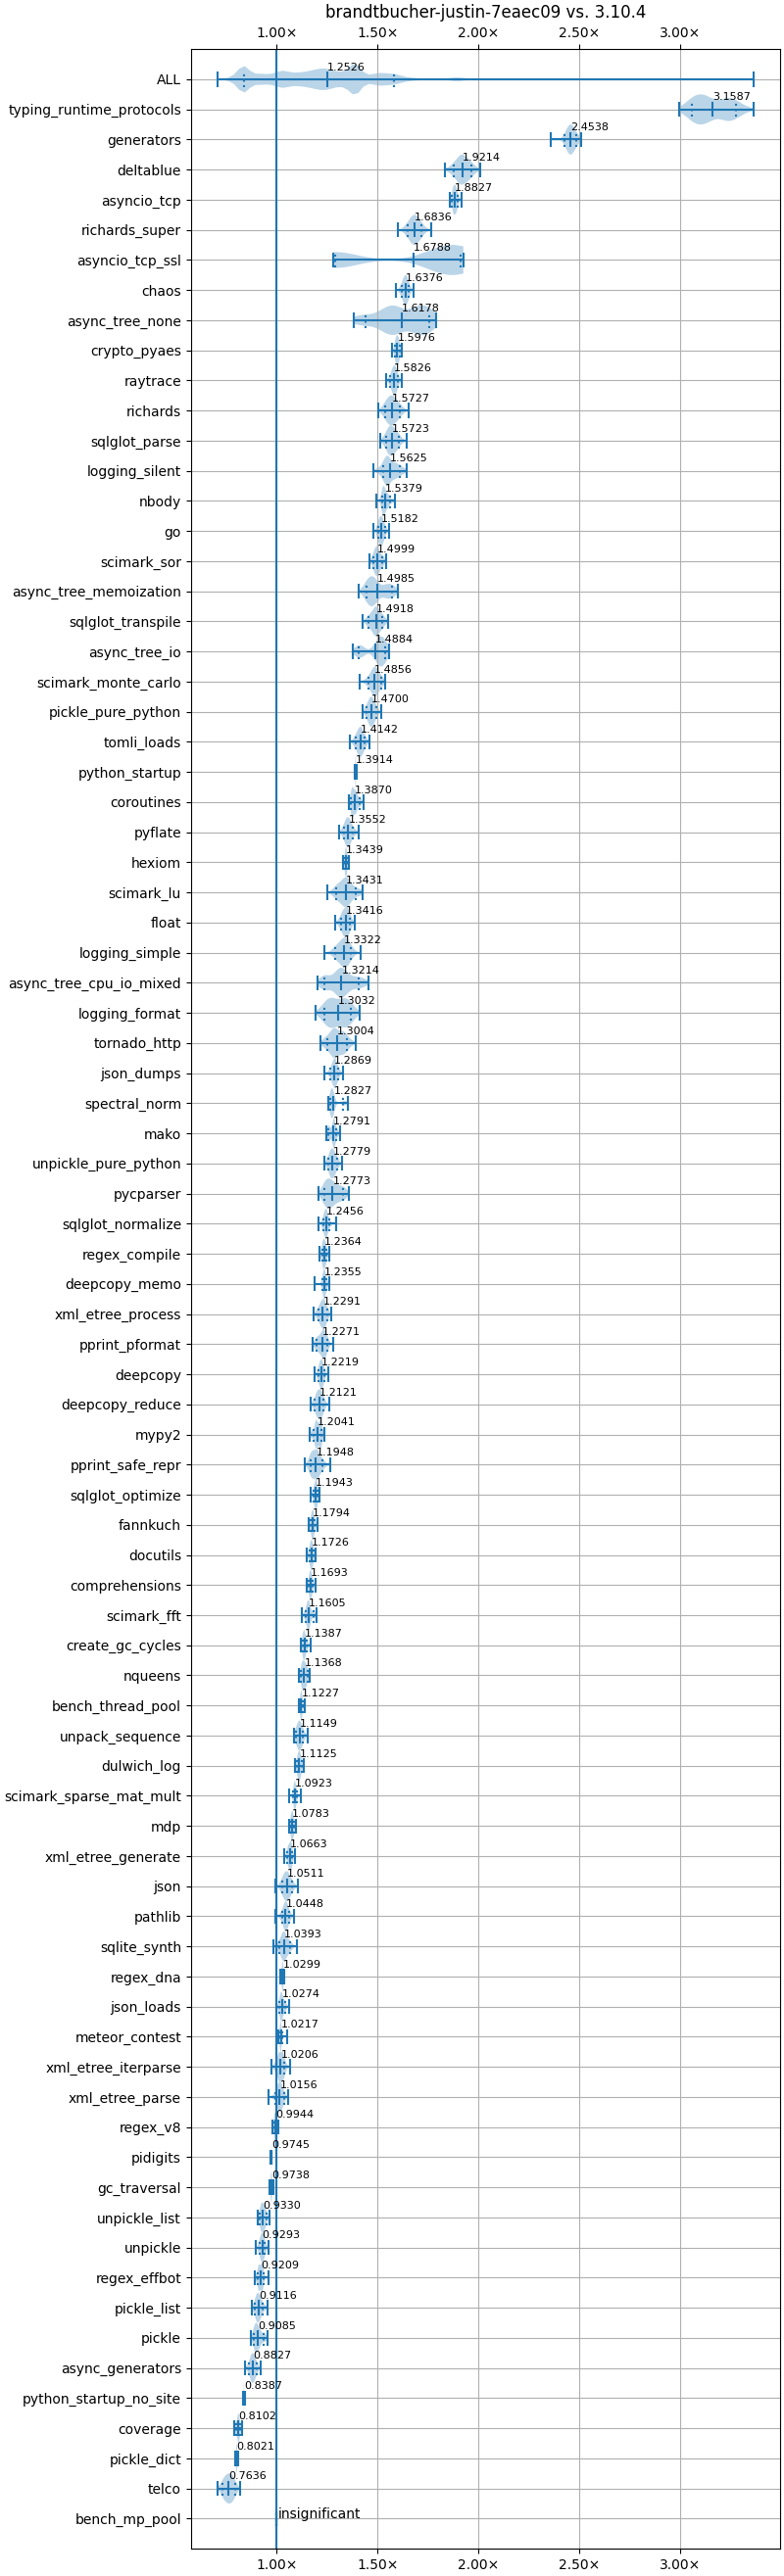 brandtbucher-justin-7eaec09 vs. 3.10.4
1.00× 1.50× 2.00× 2.50× 3.00×
ALL 1.2526
typing_runtime_protocols 3.1587
generators 2.4538
deltablue 1.9214
asyncio_tcp 1.8827
richards_super 1.6836
asyncio_tcp_ssl 1.6788
chaos 1.6376
async_tree_none 1.6178
crypto_pyaes 1.5976
raytrace 1.5826
richards 1.5727
sqlglot_parse 1.5723
logging_silent 1.5625
nbody 1.5379
go 1.5182
scimark_sor 1.4999
async_tree_memoization 1.4985
sqlglot_transpile 1.4918
async_tree_io 1.4884
scimark_monte_carlo 1.4856
pickle_pure_python 1.4700
tomli_loads 1.4142
python_startup 1.3914
coroutines 1.3870
pyflate 1.3552
hexiom 1.3439
scimark_lu 1.3431
float 1.3416
logging_simple 1.3322
async_tree_cpu_io_mixed 1.3214
logging_format 1.3032
tornado_http 1.3004
json_dumps 1.2869
spectral_norm 1.2827
mako 1.2791
unpickle_pure_python 1.2779
pycparser 1.2773
sqlglot_normalize 1.2456
regex_compile 1.2364
deepcopy_memo 1.2355
xml_etree_process 1.2291
pprint_pformat 1.2271
deepcopy 1.2219
deepcopy_reduce 1.2121
mypy2 1.2041
pprint_safe_repr 1.1948
sqlglot_optimize 1.1943
fannkuch 1.1794
docutils 1.1726
comprehensions 1.1693
scimark_fft 1.1605
create_gc_cycles 1.1387
nqueens 1.1368
bench_thread_pool 1.1227
unpack_sequence 1.1149
dulwich_log 1.1125
scimark_sparse_mat_mult 1.0923
mdp 1.0783
xml_etree_generate 1.0663
json 1.0511
pathlib 1.0448
sqlite_synth 1.0393
regex_dna 1.0299
json_loads 1.0274
meteor_contest 1.0217
xml_etree_iterparse 1.0206
xml_etree_parse 1.0156
regex_v8 0.9944
pidigits 0.9745
gc_traversal 0.9738
unpickle_list 0.9330
unpickle 0.9293
regex_effbot 0.9209
pickle_list 0.9116
pickle 0.9085
async_generators 0.8827
python_startup_no_site 0.8387
coverage 0.8102
pickle_dict 0.8021
telco 0.7636
bench_mp_pool insignificant
1.00× 1.50× 2.00× 2.50× 3.00×